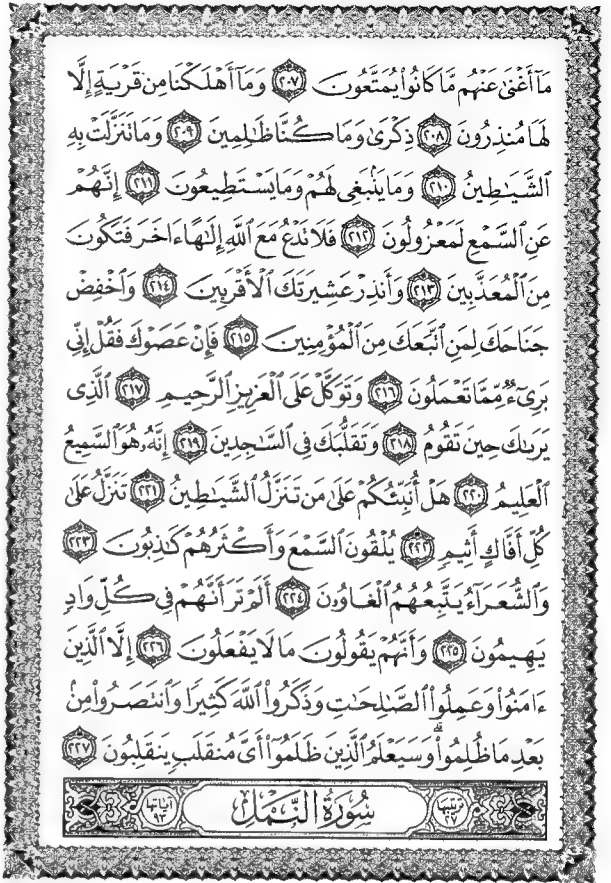 مَآ أَغْنَىٰ عَنْهُم مَّا كَانُوا۟ يُمَتَّعُونَ ٢٠٧ وَمَآ أَهْلَكْنَا مِن قَرْيَةٍ إِلَّا
لَهَا مُنذِرُونَ ٢٠٨ ذِكْرَىٰ وَمَا كُنَّا ظَٰلِمِينَ ٢٠٩ وَمَا تَنَزَّلَتْ بِهِ
ٱلشَّيَٰطِينُ ٢١٠ وَمَا يَنۢبَغِى لَهُمْ وَمَا يَسْتَطِيعُونَ ٢١١ إِنَّهُمْ
عَنِ ٱلسَّمْعِ لَمَعْزُولُونَ ٢١٢ فَلَا تَدْعُ مَعَ ٱللَّهِ إِلَٰهًا ءَاخَرَ فَتَكُونَ
مِنَ ٱلْمُعَذَّبِينَ ٢١٣ وَأَنذِرْ عَشِيرَتَكَ ٱلْأَقْرَبِينَ ٢١٤ وَٱخْفِضْ
جَنَاحَكَ لِمَنِ ٱتَّبَعَكَ مِنَ ٱلْمُؤْمِنِينَ ٢١٥ فَإِنْ عَصَوْكَ فَقُلْ إِنِّى
بَرِىٓءٌ مِّمَّا تَعْمَلُونَ ٢١٦ وَتَوَكَّلْ عَلَى ٱلْعَزِيزِ ٱلرَّحِيمِ ٢١٧ ٱلَّذِى
يَرَىٰكَ حِينَ تَقُومُ ٢١٨ وَتَقَلُّبَكَ فِى ٱلسَّٰجِدِينَ ٢١٩ إِنَّهُۥ هُوَ ٱلسَّمِيعُ
ٱلْعَلِيمُ ٢٢٠ هَلْ أُنَبِّئُكُمْ عَلَىٰ مَن تَنَزَّلُ ٱلشَّيَٰطِينُ ٢٢١ تَنَزَّلُ عَلَىٰ
كُلِّ أَفَّاكٍ أَثِيمٍ ٢٢٢ يُلْقُونَ ٱلسَّمْعَ وَأَكْثَرُهُمْ كَٰذِبُونَ ٢٢٣
وَٱلشُّعَرَآءُ يَتَّبِعُهُمُ ٱلْغَاوُۥنَ ٢٢٤ أَلَمْ تَرَ أَنَّهُمْ فِى كُلِّ وَادٍ
يَهِيمُونَ ٢٢٥ وَأَنَّهُمْ يَقُولُونَ مَا لَا يَفْعَلُونَ ٢٢٦ إِلَّا ٱلَّذِينَ
ءَامَنُوا۟ وَعَمِلُوا۟ ٱلصَّٰلِحَٰتِ وَذَكَرُوا۟ ٱللَّهَ كَثِيرًا وَٱنتَصَرُوا۟ مِنۢ
بَعْدِ مَا ظُلِمُوا۟ ۗ وَسَيَعْلَمُ ٱلَّذِينَ ظَلَمُوٓا۟ أَىَّ مُنقَلَبٍ يَنقَلِبُونَ ٢٢٧
ترتيبها ٢٧ سُورَةُ النَّمْلِ آياتها ٩٣